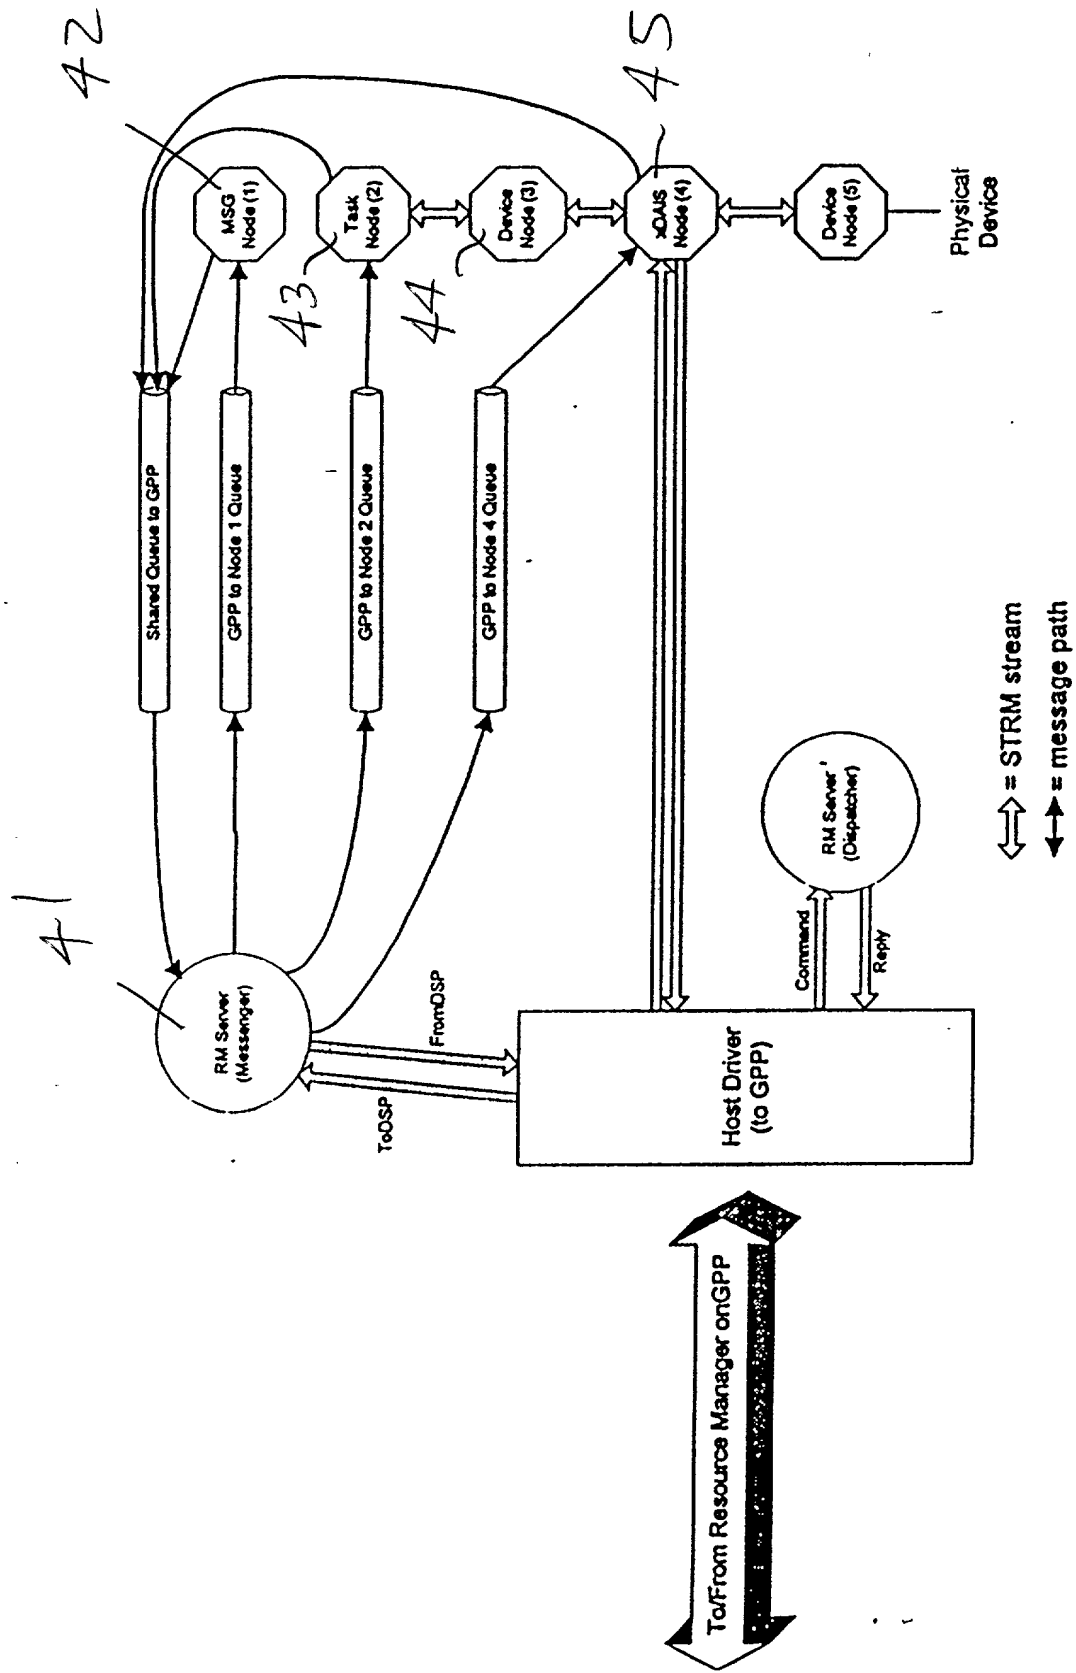 42
MSG
Node (1)
43
Task
Node (2)
44
Device
Node (3)
45
xDAIS
Node (4)
Device
Node (5)
Physical
Device
Shared Queue to GPP
GPP to Node 1 Queue
GPP to Node 2 Queue
GPP to Node 4 Queue
41
RM Server
(Messenger)
ToDSP
FromDSP
Host Driver
(to GPP)
Command
Reply
RM Server'
(Dispatcher)
To/From Resource Manager onGPP
= STRM stream
= message path